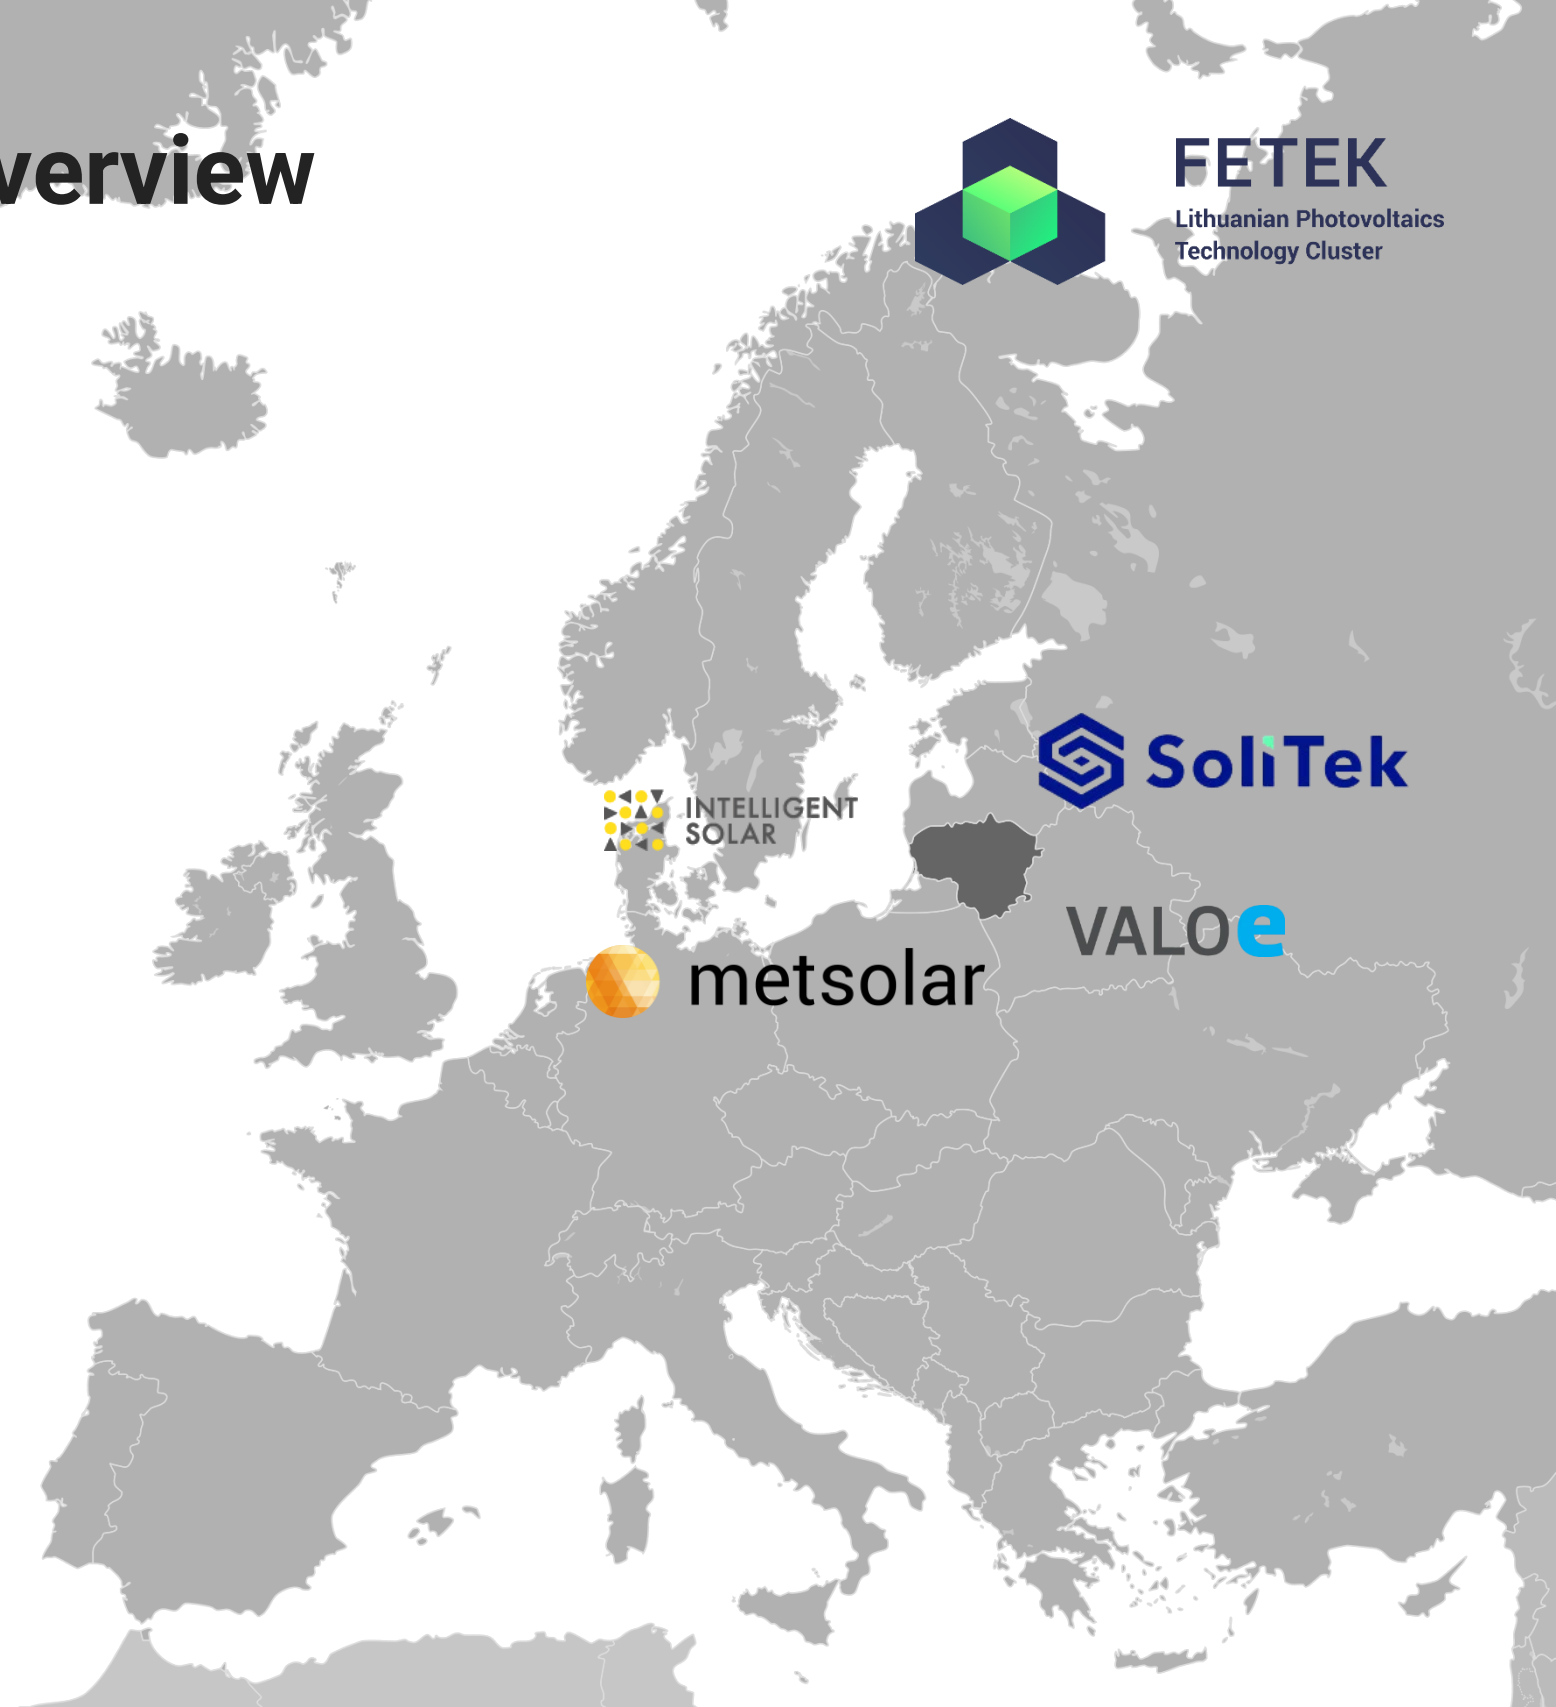 verview
FETEK
Lithuanian Photovoltaics
Technology Cluster
SoliTek
INTELLIGENT
SOLAR
VALOe
metsolar